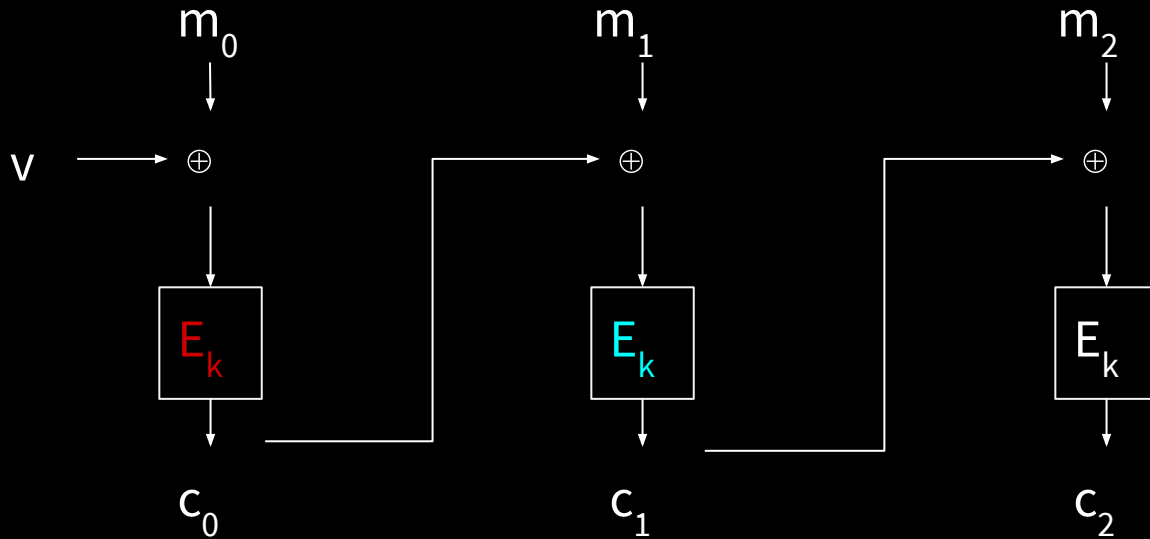 m₀ m₁ m₂
v ⊕ ⊕ ⊕
Eₖ Eₖ Eₖ
c₀ c₁ c₂